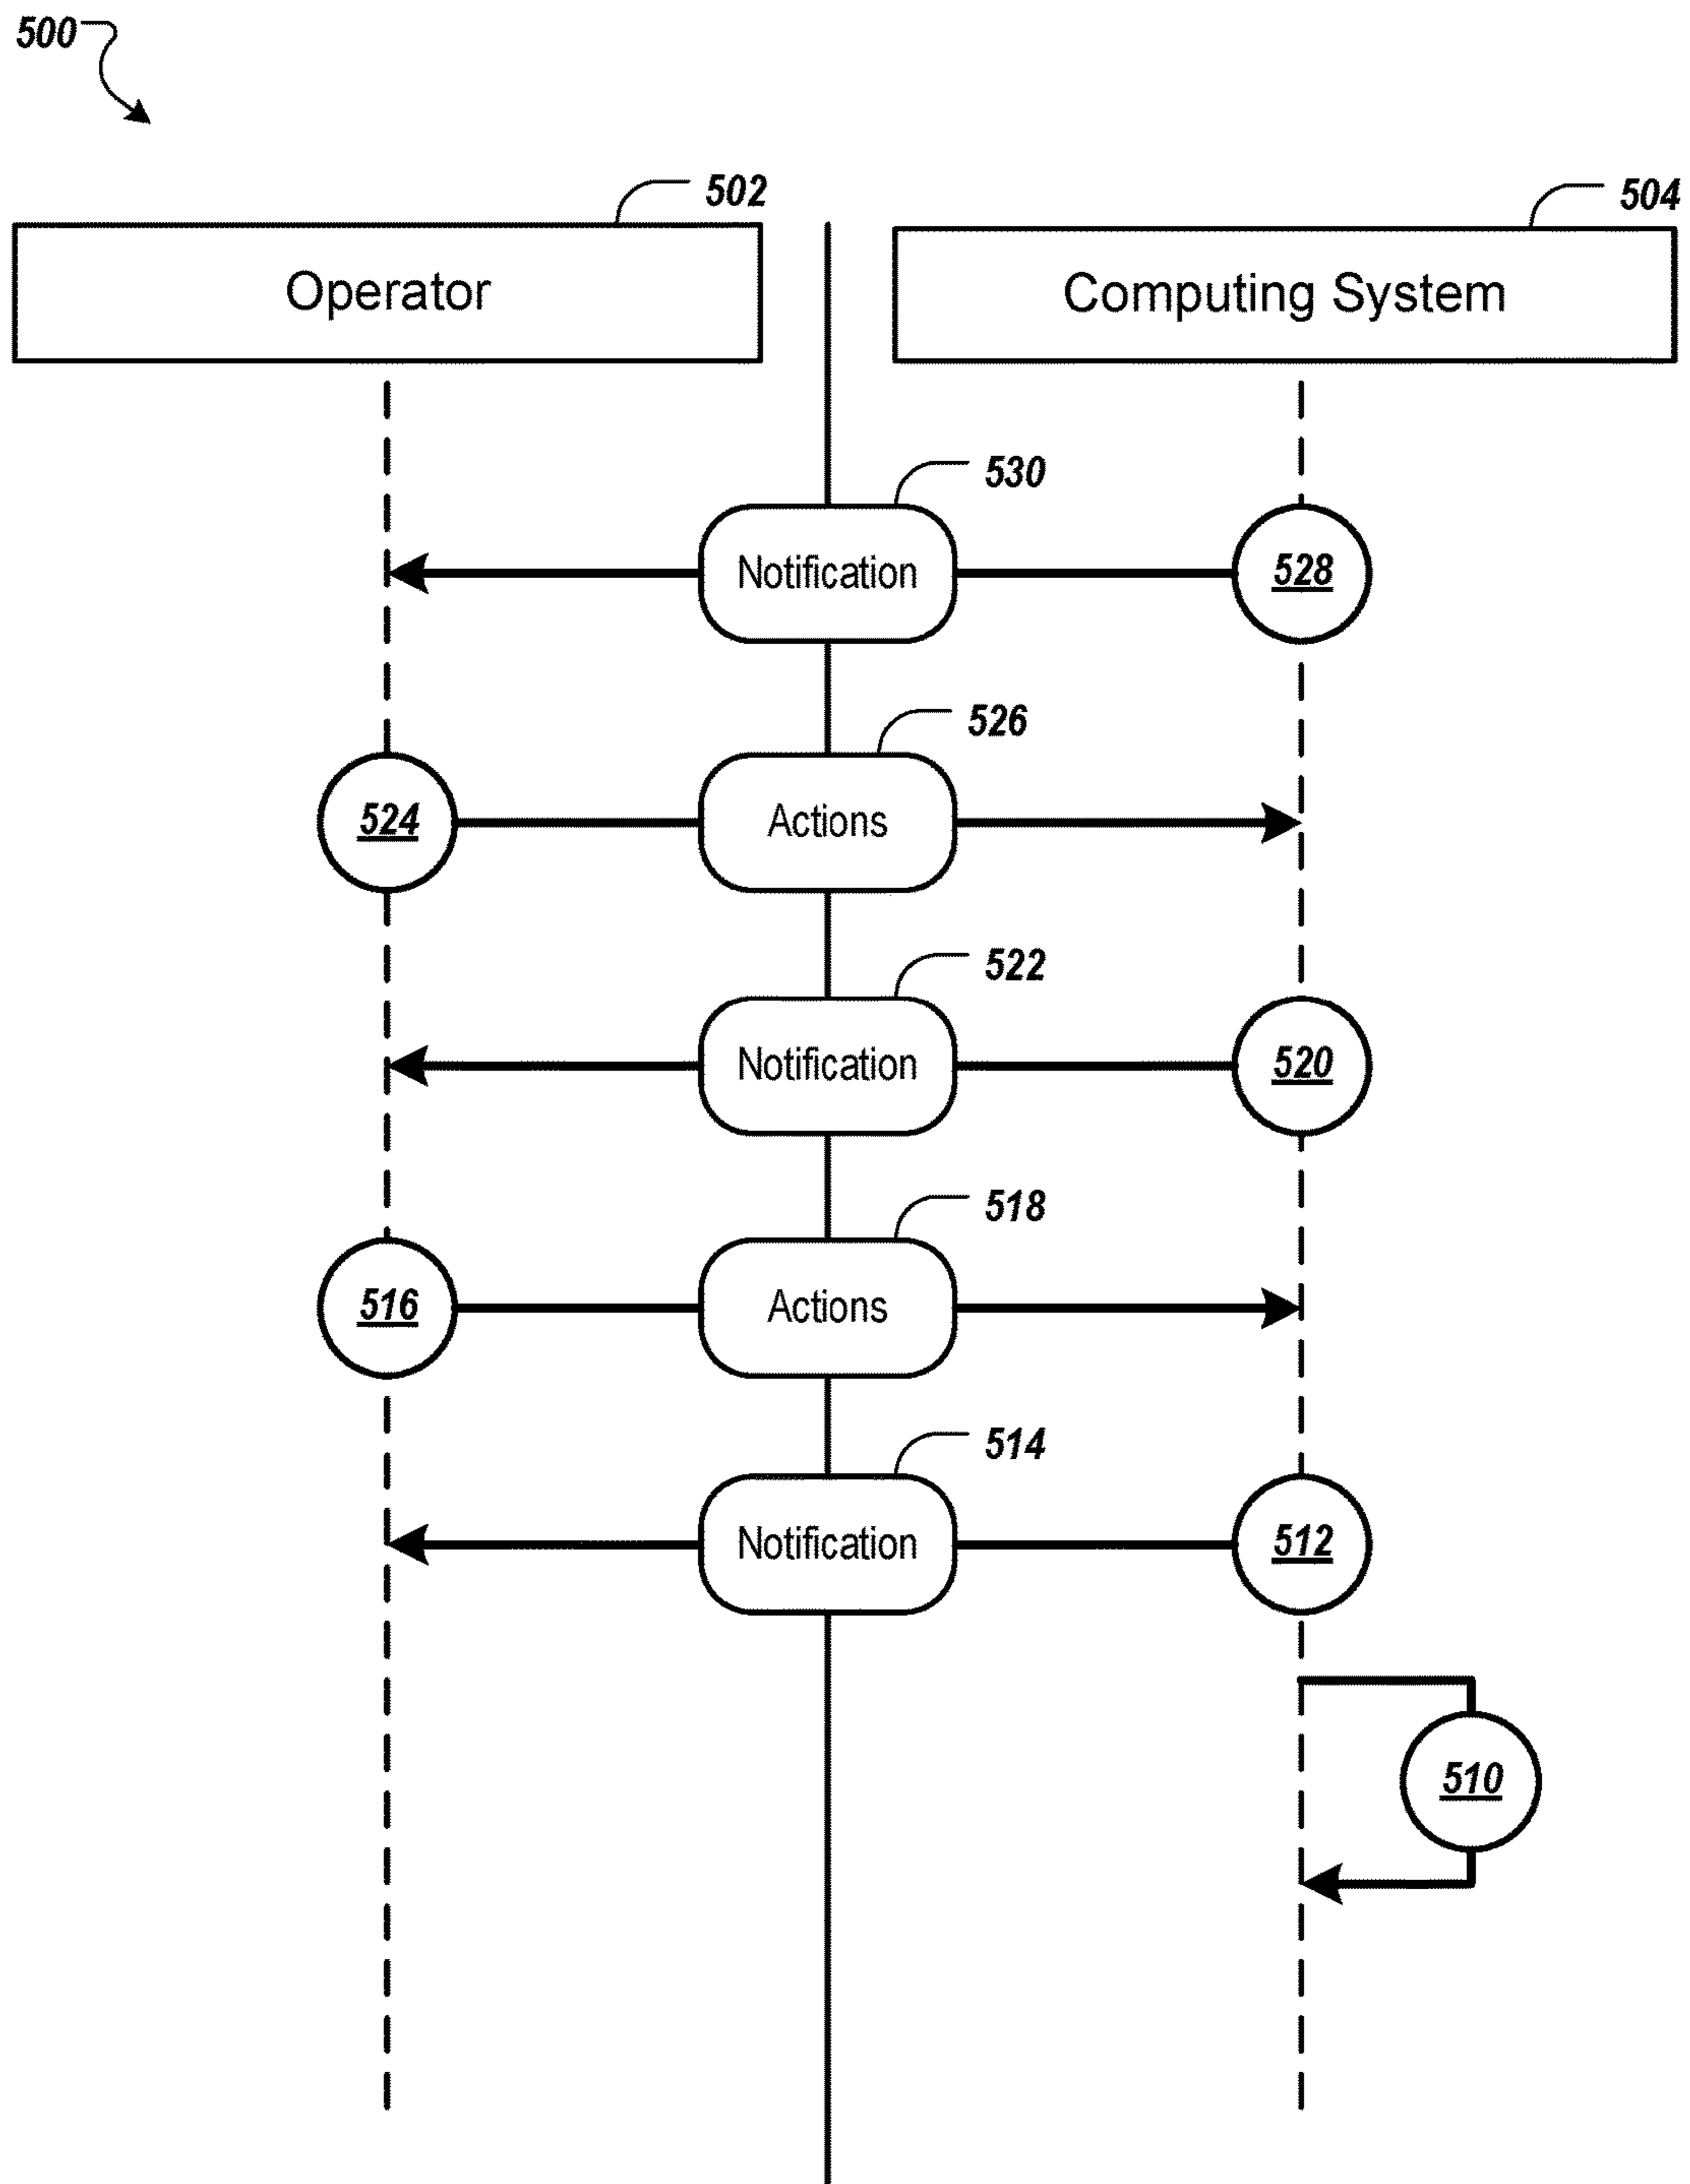 500
502
504
Operator
Computing System
530
Notification
528
526
524
Actions
522
Notification
520
518
516
Actions
514
Notification
512
510